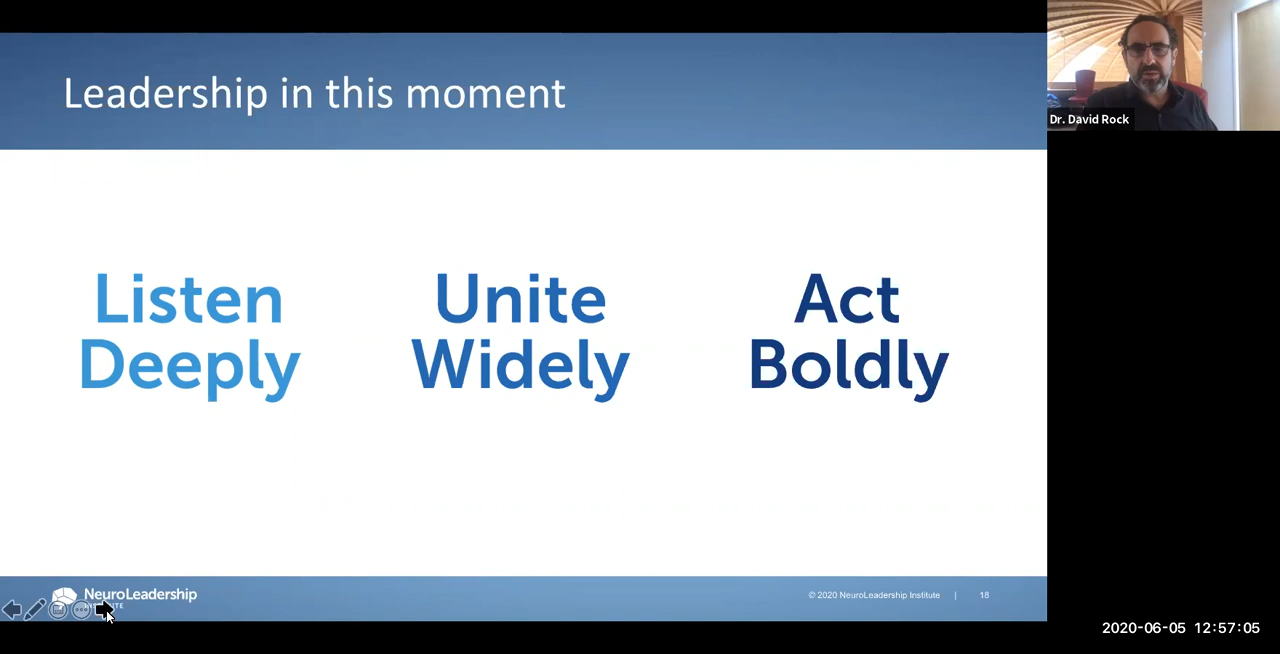 Leadership in this moment
Dr. David Rock
Listen
Deeply
Unite
Widely
Act
Boldly
NeuroLeadership
INSTITUTE
© 2020 NeuroLeadership Institute | 18
2020-06-05 12:57:05